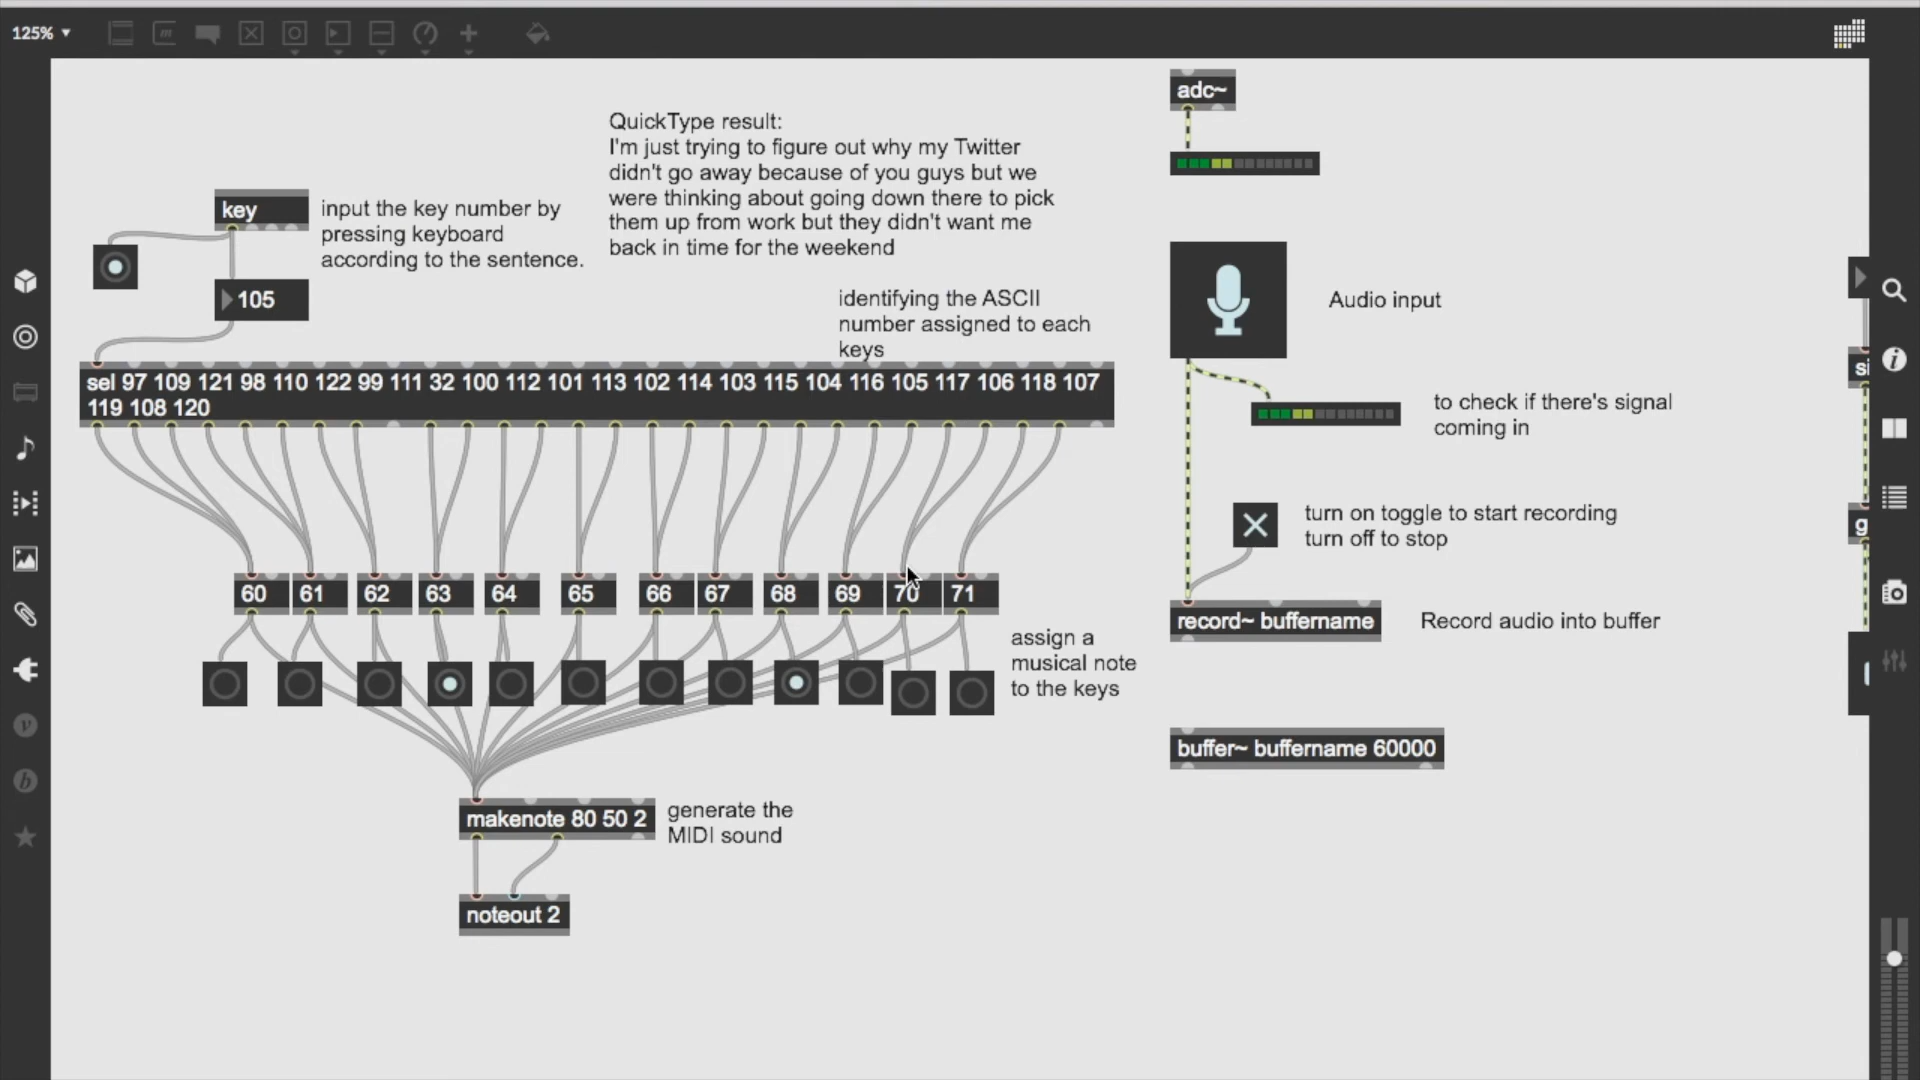 125%
adc~
QuickType result:
I'm just trying to figure out why my Twitter
didn't go away because of you guys but we
were thinking about going down there to pick
them up from work but they didn't want me
back in time for the weekend
key
input the key number by
pressing keyboard
according to the sentence.
105
identifying the ASCII
number assigned to each
keys
Audio input
sel 97 109 121 98 110 122 99 111 32 100 112 101 113 102 114 103 115 104 116 105 117 106 118 107
119 108 120
to check if there's signal
coming in
turn on toggle to start recording
turn off to stop
60 61 62 63 64 65 66 67 68 69 70 71
record~ buffername
Record audio into buffer
assign a
musical note
to the keys
buffer~ buffername 60000
makenote 80 50 2
generate the
MIDI sound
noteout 2
si
g